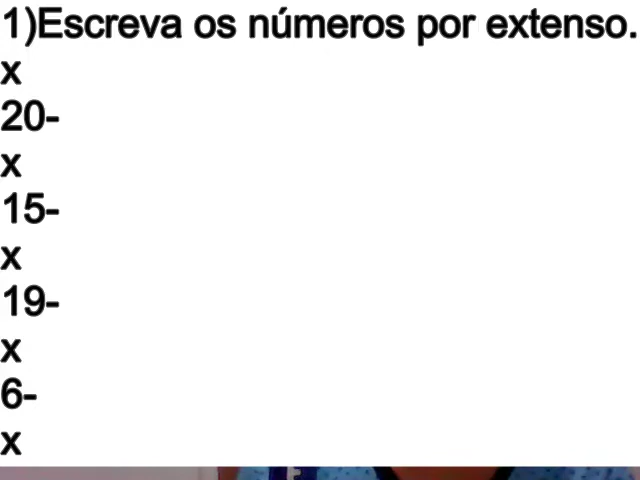 1)Escreva os números por extenso.
x
20-
x
15-
x
19-
x
6-
x